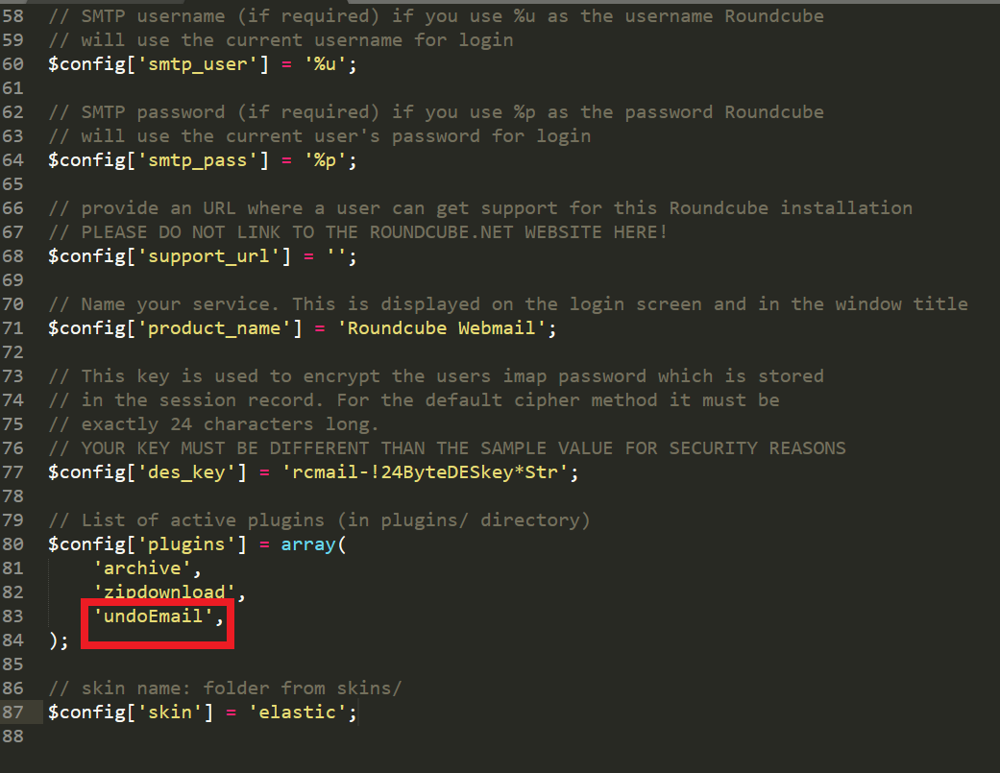 58 // SMTP username (if required) if you use %u as the username Roundcube
59 // will use the current username for login
60 $config['smtp_user'] = '%u';
61
62 // SMTP password (if required) if you use %p as the password Roundcube
63 // will use the current user's password for login
64 $config['smtp_pass'] = '%p';
65
66 // provide an URL where a user can get support for this Roundcube installation
67 // PLEASE DO NOT LINK TO THE ROUNDCUBE.NET WEBSITE HERE!
68 $config['support_url'] = '';
69
70 // Name your service. This is displayed on the login screen and in the window title
71 $config['product_name'] = 'Roundcube Webmail';
72
73 // This key is used to encrypt the users imap password which is stored
74 // in the session record. For the default cipher method it must be
75 // exactly 24 characters long.
76 // YOUR KEY MUST BE DIFFERENT THAN THE SAMPLE VALUE FOR SECURITY REASONS
77 $config['des_key'] = 'rcmail-!24ByteDESkey*Str';
78
79 // List of active plugins (in plugins/ directory)
80 $config['plugins'] = array(
81     'archive',
82     'zipdownload',
83     'undoEmail',
84 );
85
86 // skin name: folder from skins/
87 $config['skin'] = 'elastic';
88